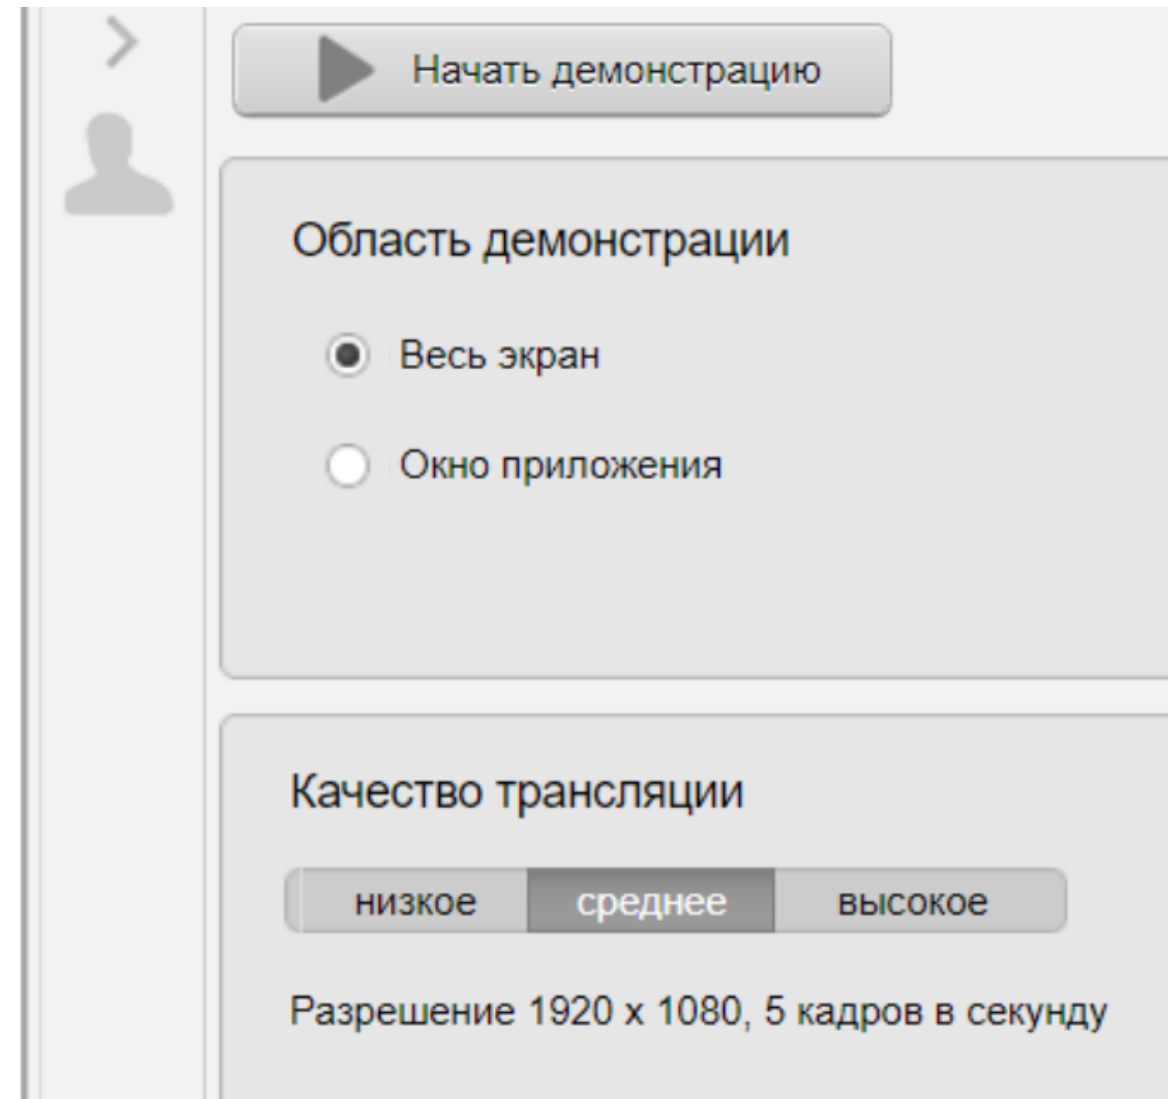 Начать демонстрацию
Область демонстрации
Весь экран
Окно приложения
Качество трансляции
низкое среднее высокое
Разрешение 1920 x 1080, 5 кадров в секунду